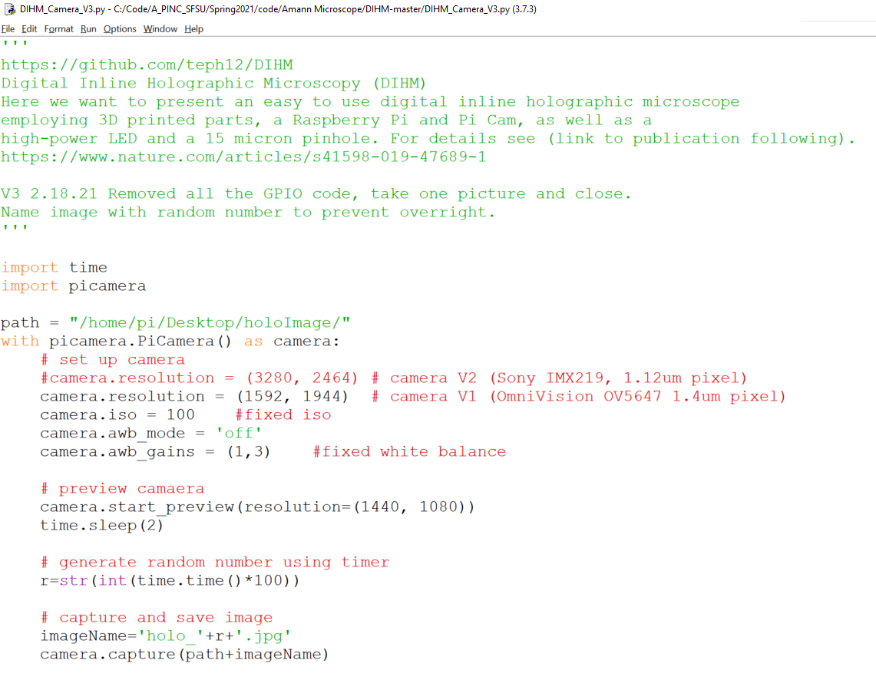 DIHM_Camera_V3.py - C:/Code/A_PINC_SFSU/Spring2021/code/Amann Microscope/DIHM-master/DIHM_Camera_V3.py (3.7.3)
File Edit Format Run Options Window Help
'''
https://github.com/teph12/DIHM
Digital Inline Holographic Microscopy (DIHM)
Here we want to present an easy to use digital inline holographic microscope
employing 3D printed parts, a Raspberry Pi and Pi Cam, as well as a
high-power LED and a 15 micron pinhole. For details see (link to publication following).
https://www.nature.com/articles/s41598-019-47689-1

V3 2.18.21 Removed all the GPIO code, take one picture and close.
Name image with random number to prevent overright.
'''

import time
import picamera

path = "/home/pi/Desktop/holoImage/"
with picamera.PiCamera() as camera:
    # set up camera
    #camera.resolution = (3280, 2464) # camera V2 (Sony IMX219, 1.12um pixel)
    camera.resolution = (1592, 1944)  # camera V1 (OmniVision OV5647 1.4um pixel)
    camera.iso = 100    #fixed iso
    camera.awb_mode = 'off'
    camera.awb_gains = (1,3)    #fixed white balance

    # preview camaera
    camera.start_preview(resolution=(1440, 1080))
    time.sleep(2)

    # generate random number using timer
    r=str(int(time.time()*100))

    # capture and save image
    imageName='holo_'+r+'.jpg'
    camera.capture(path+imageName)